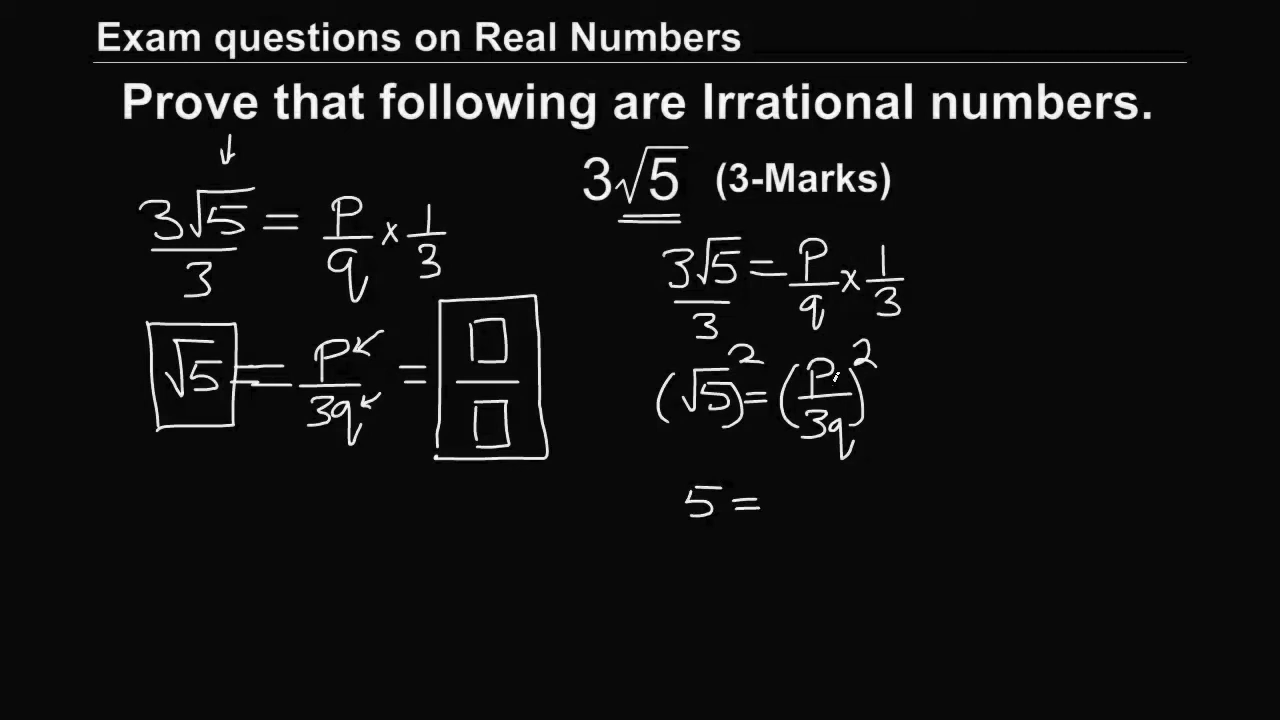 Exam questions on Real Numbers
Prove that following are Irrational numbers.
3√5 (3-Marks)
3√5/3 = P/q × 1/3
√5 = P/3q = □/□
3√5/3 = P/q × 1/3
(√5)² = (P/3q)²
5 =